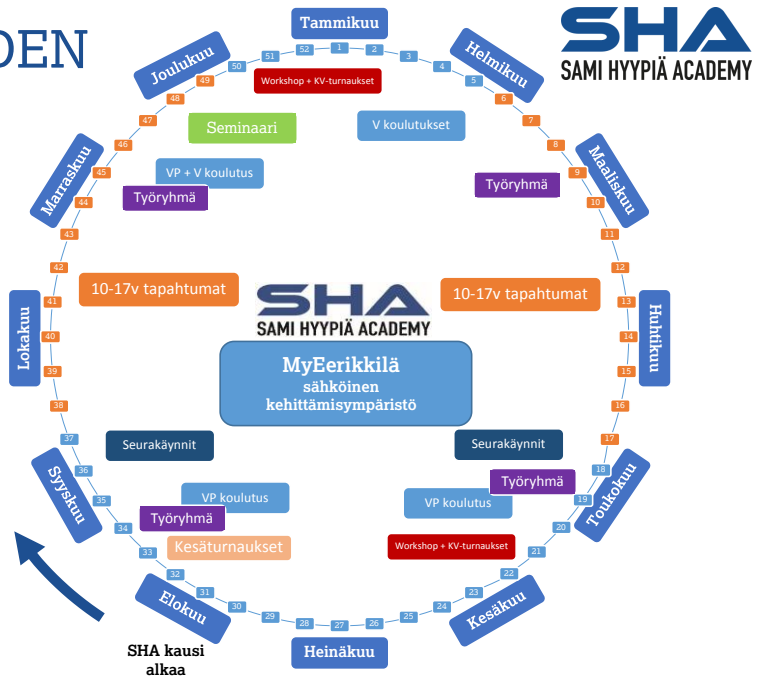 DEN
SHA
SAMI HYYPIÄ ACADEMY
Tammikuu
Helmikuu
Maaliskuu
Huhtikuu
Toukokuu
Kesäkuu
Heinäkuu
Elokuu
Syyskuu
Lokakuu
Marraskuu
Joulukuu
1
2
3
4
5
6
7
8
9
10
11
12
13
14
15
16
17
18
19
20
21
22
23
24
25
26
27
28
29
30
31
32
33
34
35
36
37
38
39
40
41
42
43
44
45
46
47
48
49
50
51
52
Workshop + KV-turnaukset
V koulutukset
Seminaari
VP + V koulutus
Työryhmä
Työryhmä
10-17v tapahtumat
10-17v tapahtumat
SHA
SAMI HYYPIÄ ACADEMY
MyEerikkilä
sähköinen
kehittämisympäristö
Seurakäynnit
Seurakäynnit
Työryhmä
VP koulutus
VP koulutus
Työryhmä
Kesäturnaukset
Workshop + KV-turnaukset
SHA kausi
alkaa